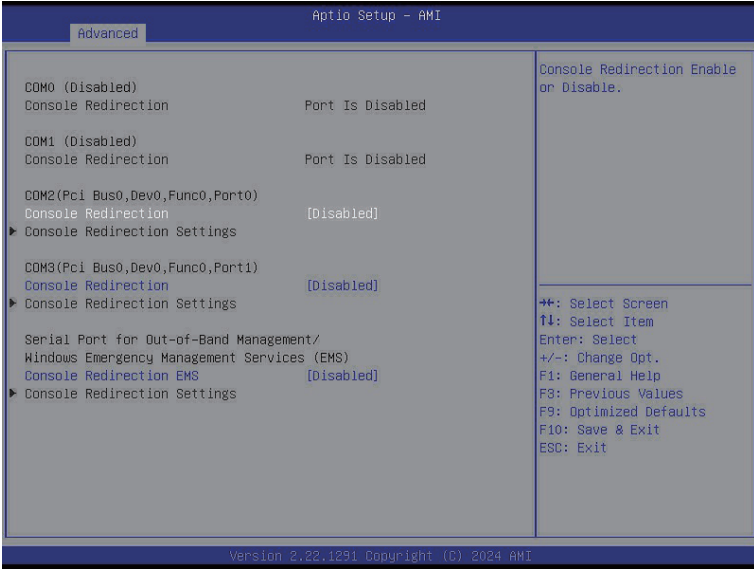 Aptio Setup – AMI
Advanced
COM0 (Disabled)
Console Redirection Port Is Disabled
COM1 (Disabled)
Console Redirection Port Is Disabled
COM2(Pci Bus0,Dev0,Func0,Port0)
Console Redirection [Disabled]
Console Redirection Settings
COM3(Pci Bus0,Dev0,Func0,Port1)
Console Redirection [Disabled]
Console Redirection Settings
Serial Port for Out-of-Band Management/
Windows Emergency Management Services (EMS)
Console Redirection EMS [Disabled]
Console Redirection Settings
Console Redirection Enable
or Disable.
→←: Select Screen
↑↓: Select Item
Enter: Select
+/-: Change Opt.
F1: General Help
F3: Previous Values
F9: Optimized Defaults
F10: Save & Exit
ESC: Exit
Version 2.22.1291 Copyright (C) 2024 AMI